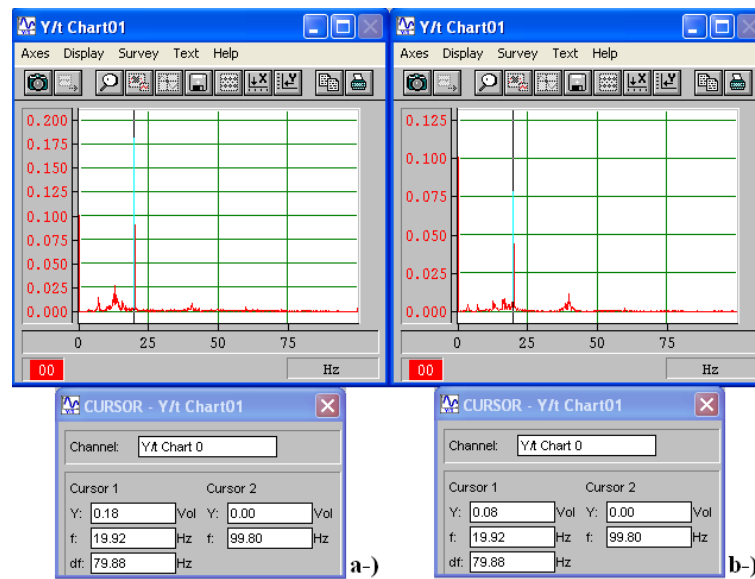 Y/t Chart01
Axes Display Survey Text Help
0.200
0.175
0.150
0.125
0.100
0.075
0.050
0.025
0.000
0 25 50 75
00 Hz
CURSOR - Y/t Chart01
Channel: Y/t Chart 0
Cursor 1 Cursor 2
Y: 0.18 Vol Y: 0.00 Vol
f: 19.92 Hz f: 99.80 Hz
df: 79.88 Hz
a-)
Y/t Chart01
Axes Display Survey Text Help
0.125
0.100
0.075
0.050
0.025
0.000
0 25 50 75
00 Hz
CURSOR - Y/t Chart01
Channel: Y/t Chart 0
Cursor 1 Cursor 2
Y: 0.08 Vol Y: 0.00 Vol
f: 19.92 Hz f: 99.80 Hz
df: 79.88 Hz
b-)